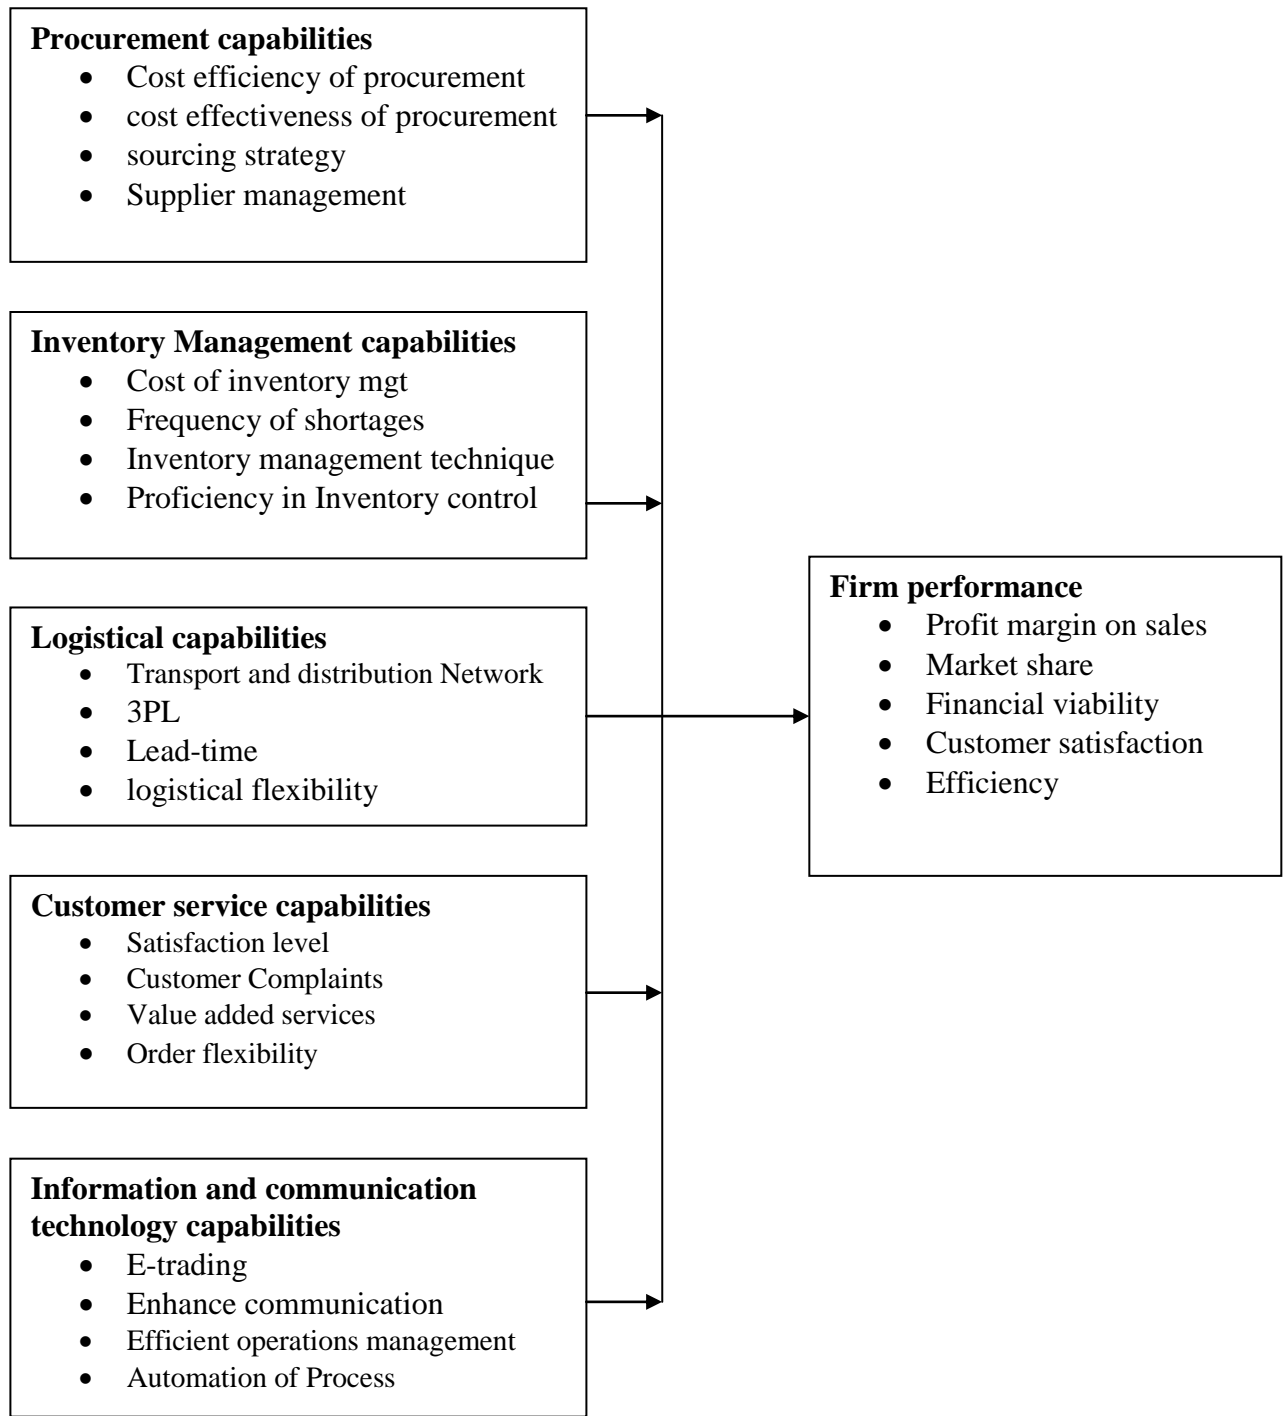 Procurement capabilities
• Cost efficiency of procurement
• cost effectiveness of procurement
• sourcing strategy
• Supplier management
Inventory Management capabilities
• Cost of inventory mgt
• Frequency of shortages
• Inventory management technique
• Proficiency in Inventory control
Logistical capabilities
• Transport and distribution Network
• 3PL
• Lead-time
• logistical flexibility
Customer service capabilities
• Satisfaction level
• Customer Complaints
• Value added services
• Order flexibility
Information and communication
technology capabilities
• E-trading
• Enhance communication
• Efficient operations management
• Automation of Process
Firm performance
• Profit margin on sales
• Market share
• Financial viability
• Customer satisfaction
• Efficiency